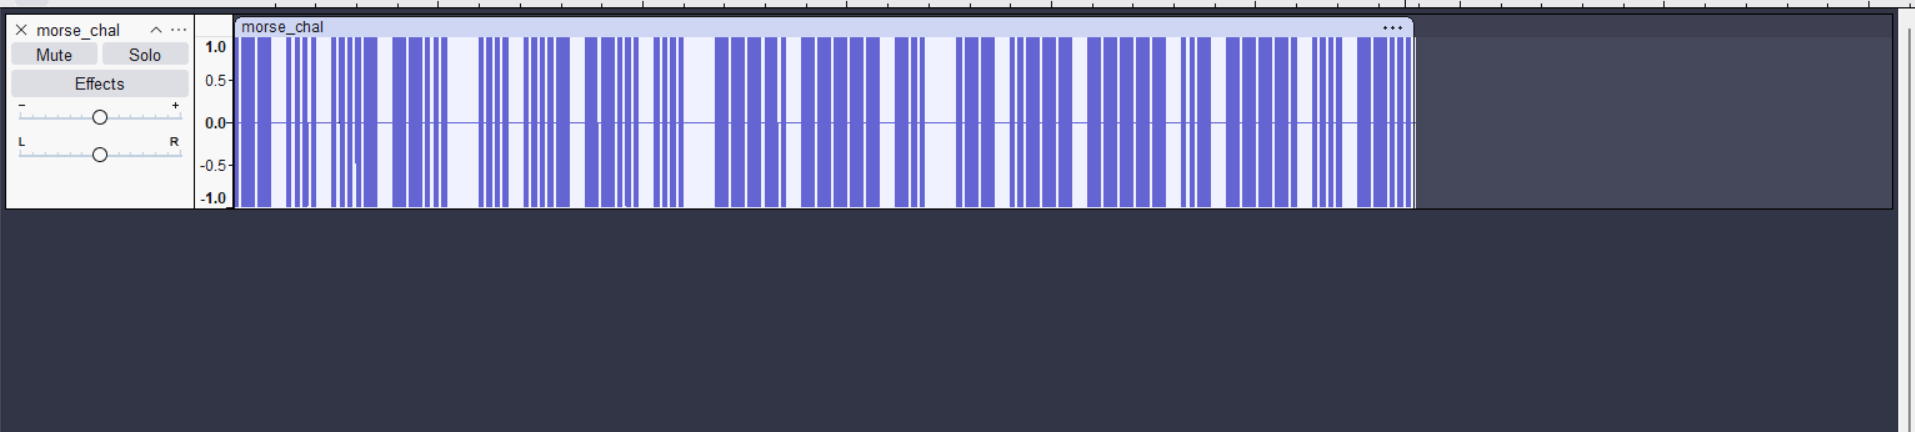 morse_chal
Mute Solo
Effects
- +
L R
morse_chal
1.0
0.5
0.0
-0.5
-1.0